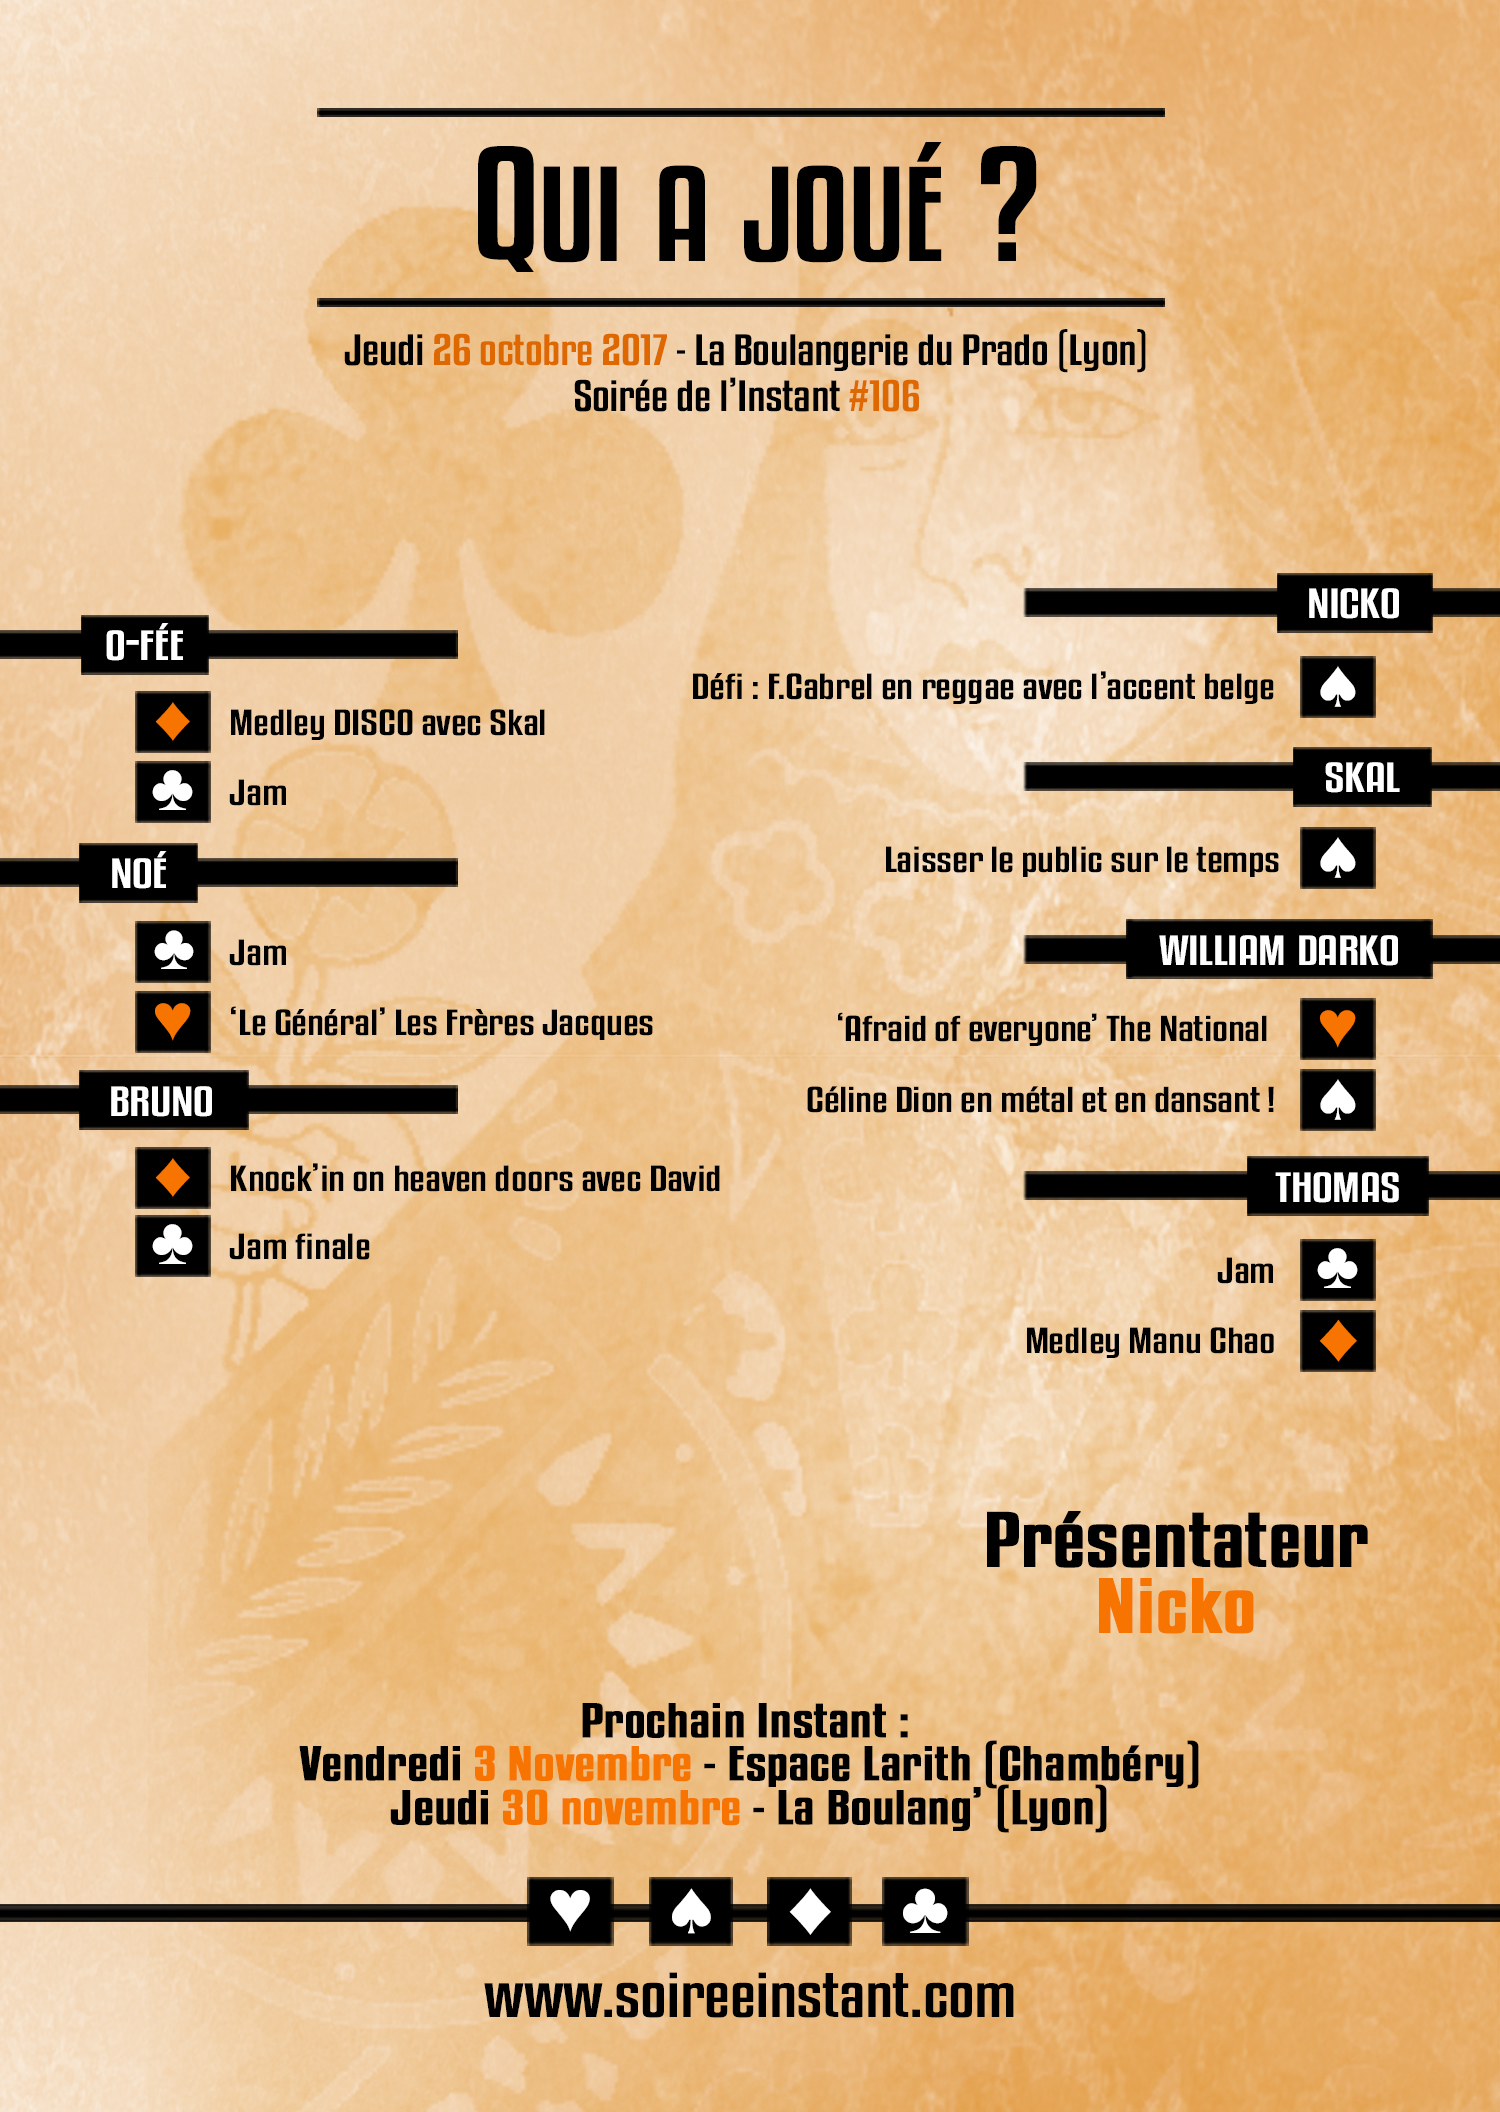 Qui a joué ?
Jeudi 26 octobre 2017 - La Boulangerie du Prado (Lyon)
Soirée de l'Instant #106
O-FÉE
Medley DISCO avec Skal
Jam
NOÉ
Jam
‘Le Général’ Les Frères Jacques
BRUNO
Knock’in on heaven doors avec David
Jam finale
NICKO
Défi : F.Cabrel en reggae avec l’accent belge
SKAL
Laisser le public sur le temps
WILLIAM DARKO
‘Afraid of everyone’ The National
Céline Dion en métal et en dansant !
THOMAS
Jam
Medley Manu Chao
Présentateur
Nicko
Prochain Instant :
Vendredi 3 Novembre - Espace Larith (Chambéry)
Jeudi 30 novembre - La Boulang’ (Lyon)
www.soireeinstant.com